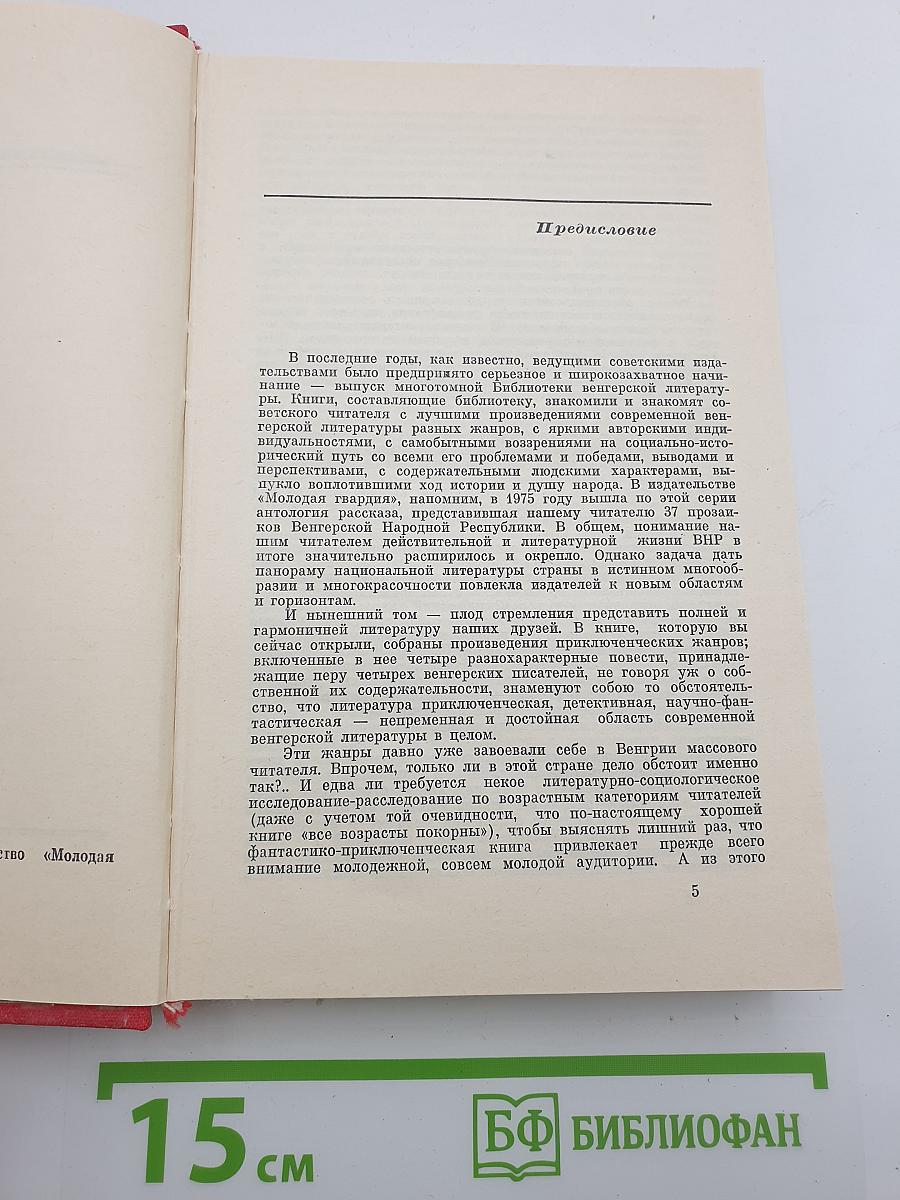 Предисловие
В последние годы, как известно, ведущими советскими изда-
тельствами было предпринято серьезное и широкозахватное начи-
нание — выпуск многотомной Библиотеки венгерской литерату-
ры. Книги, составляющие библиотеку, знакомили и знакомят со-
ветского читателя с лучшими произведениями современной вен-
герской литературы разных жанров, с яркими авторскими инди-
видуальностями, с самобытными воззрениями на социально-исто-
рический путь со всеми его проблемами и победами, выводами и
перспективами, с содержательными людскими характерами, вы-
пукло воплотившими ход истории и душу народа. В издательстве
«Молодая гвардия», напомним, в 1975 году вышла по этой серии
антология рассказа, представившая нашему читателю 37 прозаи-
ков Венгерской Народной Республики. В общем, понимание на-
шим читателем действительной и литературной жизни ВНР в
итоге значительно расширилось и окрепло. Однако задача дать
панораму национальной литературы страны в истинном многооб-
разии и многокрасочности повлекла издателей к новым областям
и горизонтам.
И нынешний том — плод стремления представить полней и
гармоничней литературу наших друзей. В книге, которую вы
сейчас открыли, собраны произведения приключенческих жанров;
включенные в нее четыре разнохарактерные повести, принадле-
жащие перу четырех венгерских писателей, не говоря уж о соб-
ственной их содержательности, знаменуют собою то обстоятель-
ство, что литература приключенческая, детективная, научно-фан-
тастическая — непременная и достойная область современной
венгерской литературы в целом.
Эти жанры давно уже завоевали себе в Венгрии массового
читателя. Впрочем, только ли в этой стране дело обстоит именно
так?.. И едва ли требуется некое литературно-социологическое
исследование-расследование по возрастным категориям читателей
(даже с учетом той очевидности, что по-настоящему хорошей
книге «все возрасты покорны»), чтобы выяснять лишний раз, что
фантастико-приключенческая книга привлекает прежде всего
внимание молодежной, совсем молодой аудитории. А из этого
5
ство «Молодая
15 см
БФ БИБЛИОФАН